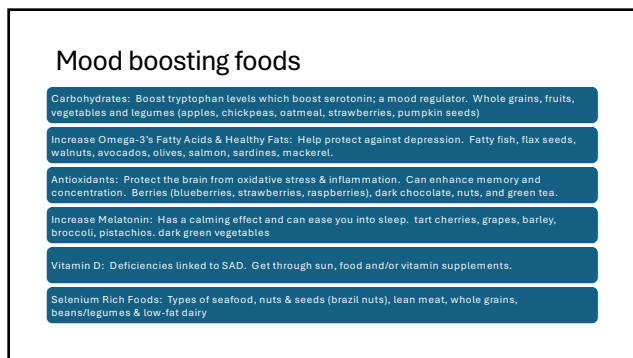 Mood boosting foods
Carbohydrates:  Boost tryptophan levels which boost serotonin; a mood regulator.  Whole grains, fruits,
vegetables and legumes (apples, chickpeas, oatmeal, strawberries, pumpkin seeds)
Increase Omega-3's Fatty Acids & Healthy Fats:  Help protect against depression.  Fatty fish, flax seeds,
walnuts, avocados, olives, salmon, sardines, mackerel.
Antioxidants:  Protect the brain from oxidative stress & inflammation.  Can enhance memory and
concentration.  Berries (blueberries, strawberries, raspberries), dark chocolate, nuts, and green tea.
Increase Melatonin:  Has a calming effect and can ease you into sleep.  tart cherries, grapes, barley,
broccoli, pistachios. dark green vegetables
Vitamin D:  Deficiencies linked to SAD.  Get through sun, food and/or vitamin supplements.
Selenium Rich Foods:  Types of seafood, nuts & seeds (brazil nuts), lean meat, whole grains,
beans/legumes & low-fat dairy